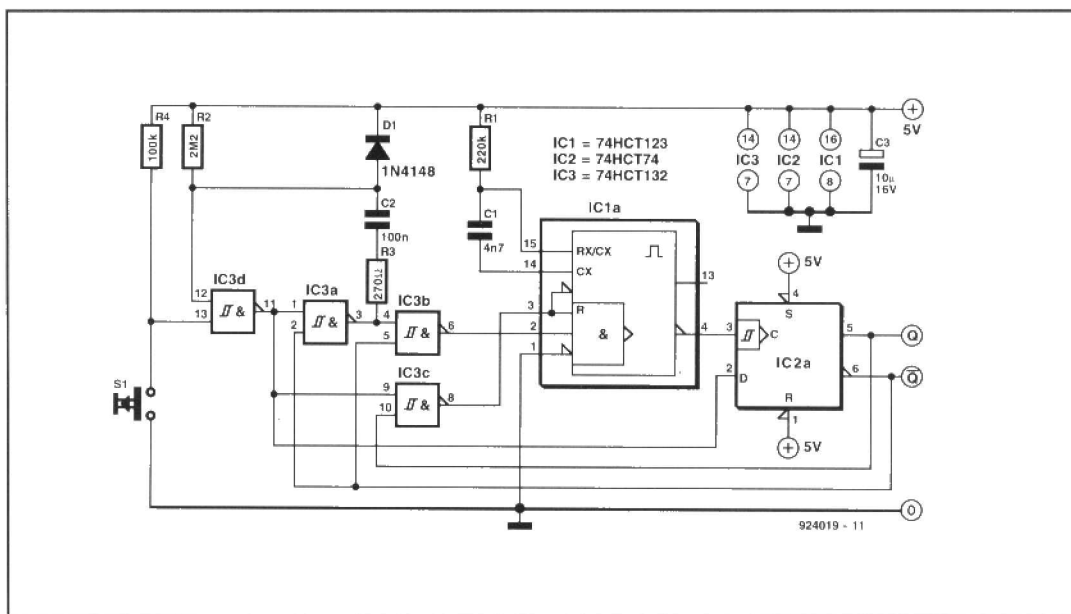 R4
100k
R2
2M2
D1
1N4148
C2
100n
R3
270Ω
R1
220k
C1
4n7
IC1 = 74HCT123
IC2 = 74HCT74
IC3 = 74HCT132
14
14
16
IC3
IC2
IC1
7
7
8
C3
10µ
16V
+
5V
IC1a
15
RX/CX
14
CX
13
3
R
2
&
1
4
IC3d
12
13
&
11
IC3a
1
2
&
3
IC3b
4
5
&
6
IC3c
9
10
&
8
+
5V
4
S
3
C
5
Q
IC2a
2
D
6
Q̅
R
1
+
5V
S1
0
924019 - 11